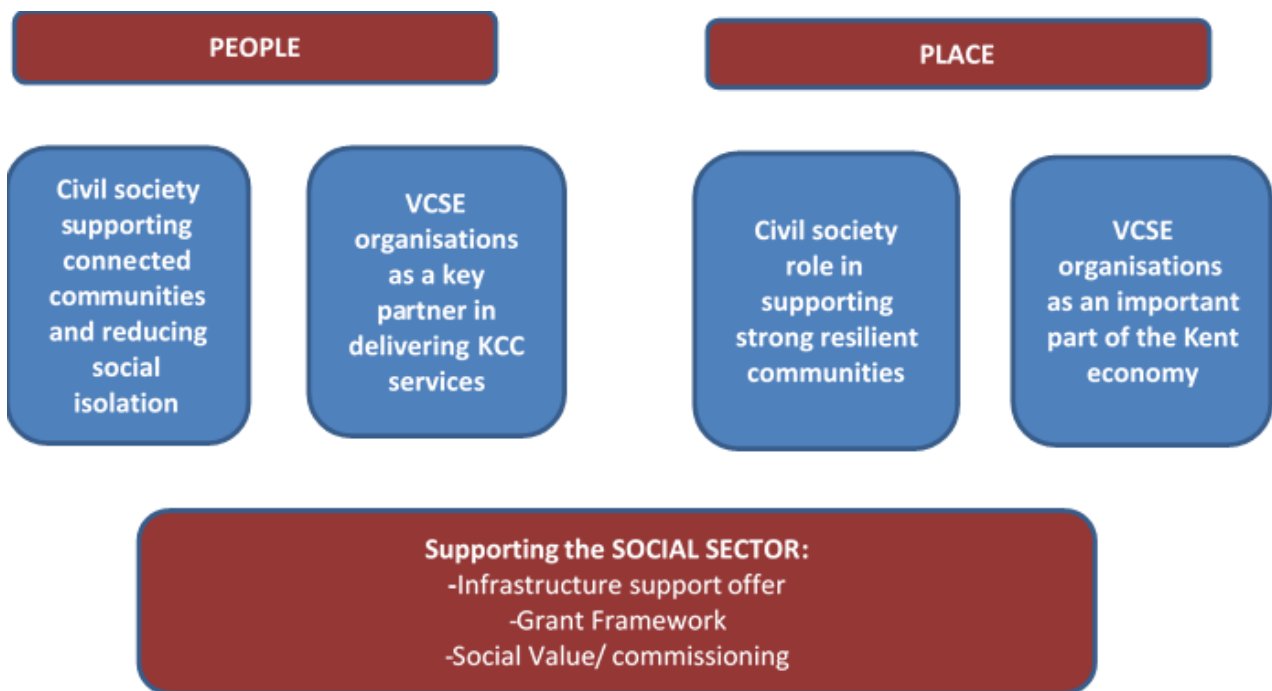 PEOPLE
PLACE
Civil society
supporting
connected
communities
and reducing
social
isolation
VCSE
organisations
as a key
partner in
delivering KCC
services
Civil society
role in
supporting
strong resilient
communities
VCSE
organisations
as an important
part of the Kent
economy
Supporting the SOCIAL SECTOR:
-Infrastructure support offer
-Grant Framework
-Social Value/ commissioning